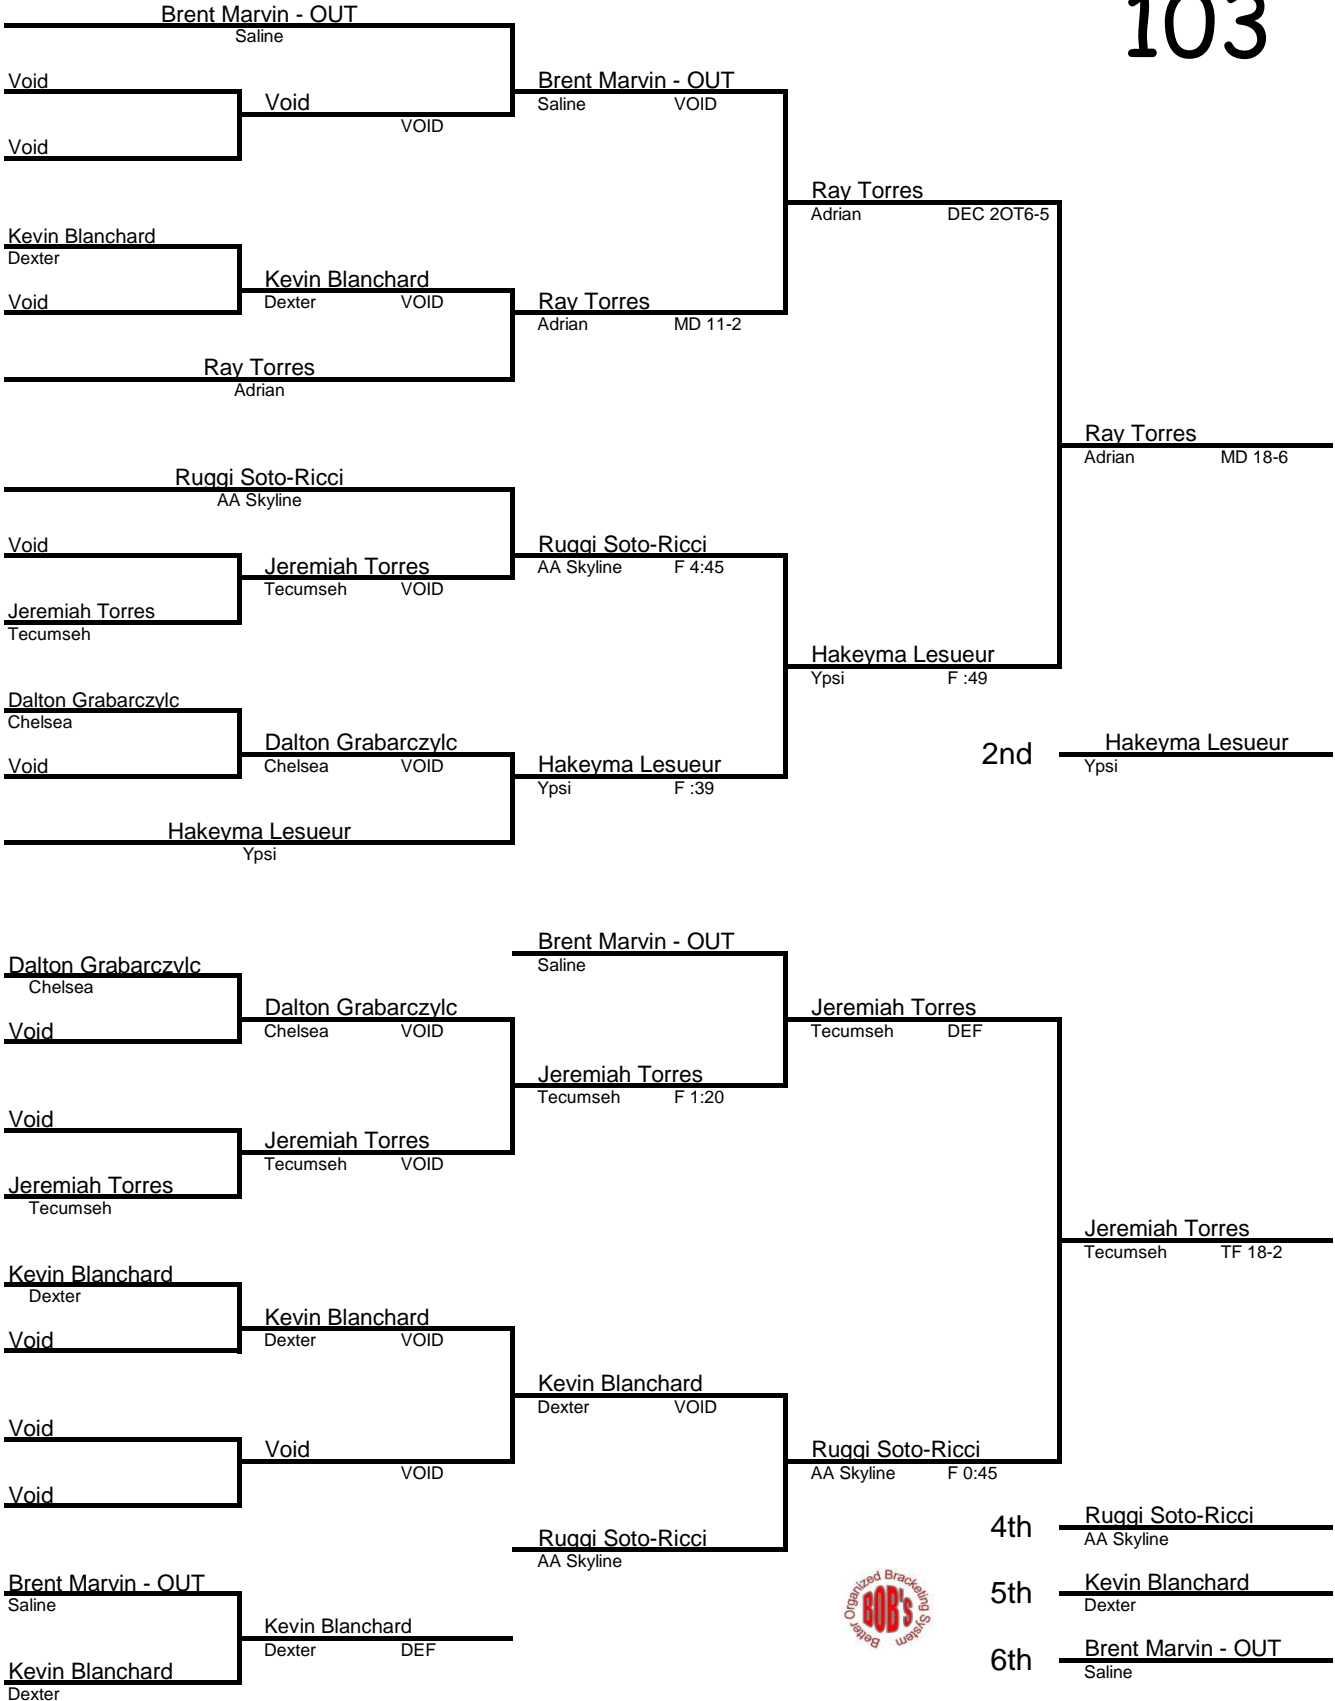 103
Brent Marvin - OUT
Saline
Void
Void
VOID
Void
Brent Marvin - OUT
Saline VOID
Kevin Blanchard
Dexter
Void
Kevin Blanchard
Dexter VOID
Ray Torres
Adrian
Ray Torres
Adrian MD 11-2
Ray Torres
Adrian DEC 2OT6-5
Ruggi Soto-Ricci
AA Skyline
Void
Jeremiah Torres
Tecumseh VOID
Jeremiah Torres
Tecumseh
Ruggi Soto-Ricci
AA Skyline F 4:45
Dalton Grabarczylc
Chelsea
Void
Dalton Grabarczylc
Chelsea VOID
Hakeyma Lesueur
Ypsi
Hakeyma Lesueur
Ypsi F :39
Hakeyma Lesueur
Ypsi F :49
Ray Torres
Adrian MD 18-6
2nd Hakeyma Lesueur
Ypsi
Dalton Grabarczylc
Chelsea
Void
Dalton Grabarczylc
Chelsea VOID
Void
Jeremiah Torres
Tecumseh
Jeremiah Torres
Tecumseh VOID
Brent Marvin - OUT
Saline
Jeremiah Torres
Tecumseh F 1:20
Jeremiah Torres
Tecumseh DEF
Kevin Blanchard
Dexter
Void
Kevin Blanchard
Dexter VOID
Void
Void
Void
VOID
Kevin Blanchard
Dexter VOID
Ruggi Soto-Ricci
AA Skyline
Ruggi Soto-Ricci
AA Skyline F 0:45
Jeremiah Torres
Tecumseh TF 18-2
Brent Marvin - OUT
Saline
Kevin Blanchard
Dexter
Kevin Blanchard
Dexter DEF
Better Organized Bracketing System
BOB's
4th Ruggi Soto-Ricci
AA Skyline
5th Kevin Blanchard
Dexter
6th Brent Marvin - OUT
Saline